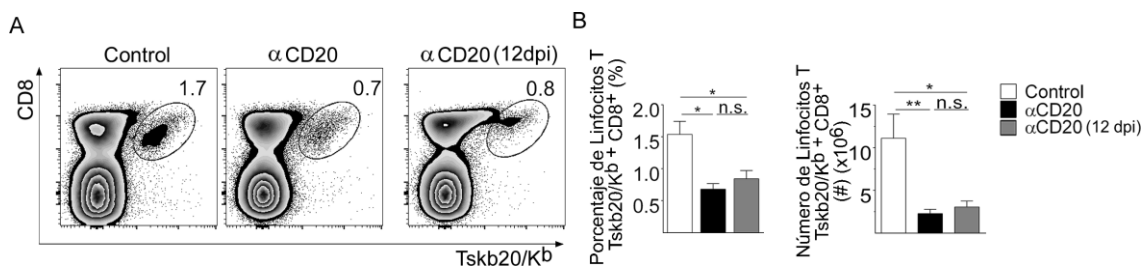 A
Control
αCD20
αCD20 (12dpi)
1.7
0.7
0.8
CD8
Tskb20/Kb
B
Porcentaje de Linfocitos T
Tskb20/Kb + CD8+ (%)
2.0
1.5
1.0
0.5
*
*
n.s.
Número de Linfocitos T
Tskb20/Kb + CD8+
(#) (x10⁶)
15
10
5
*
**
n.s.
Control
αCD20
αCD20 (12 dpi)